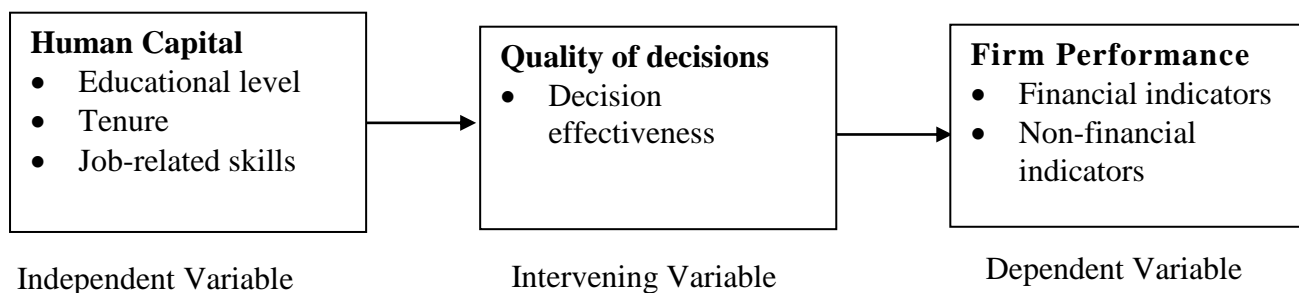 Human Capital
• Educational level
• Tenure
• Job-related skills
Independent Variable
Quality of decisions
• Decision
effectiveness
Intervening Variable
Firm Performance
• Financial indicators
• Non-financial
indicators
Dependent Variable